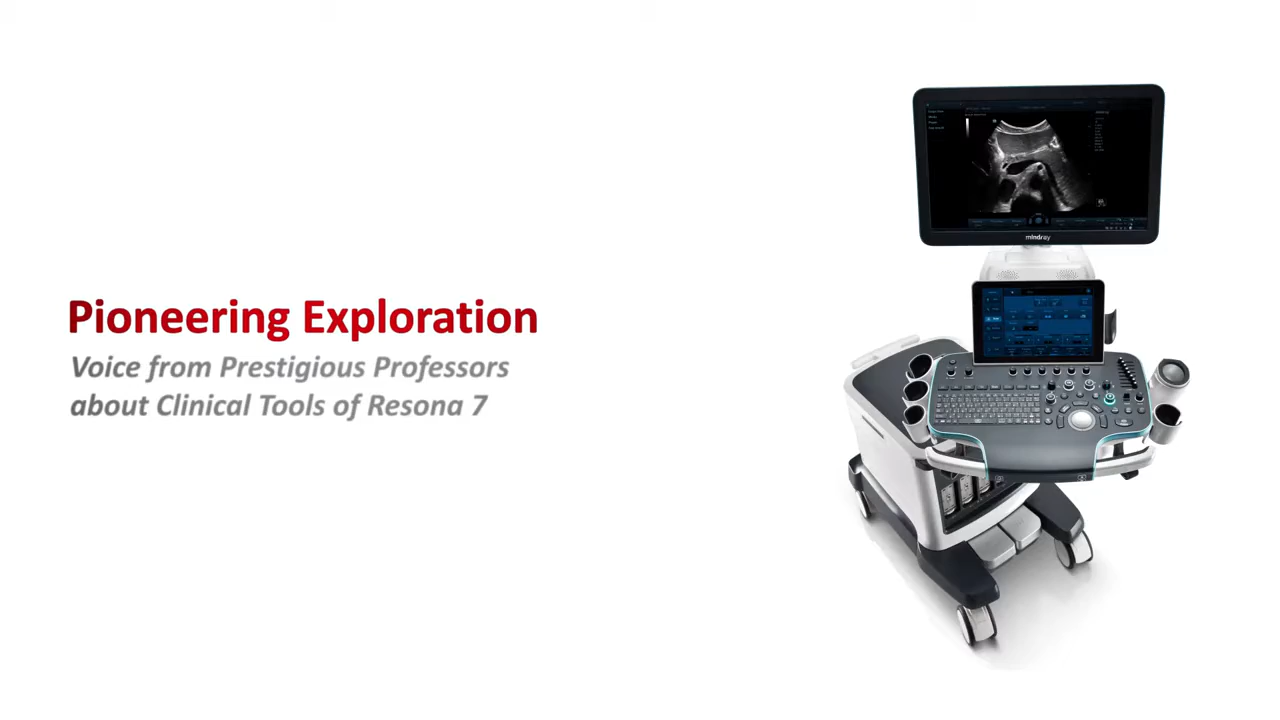 Pioneering Exploration
Voice from Prestigious Professors
about Clinical Tools of Resona 7
mindray